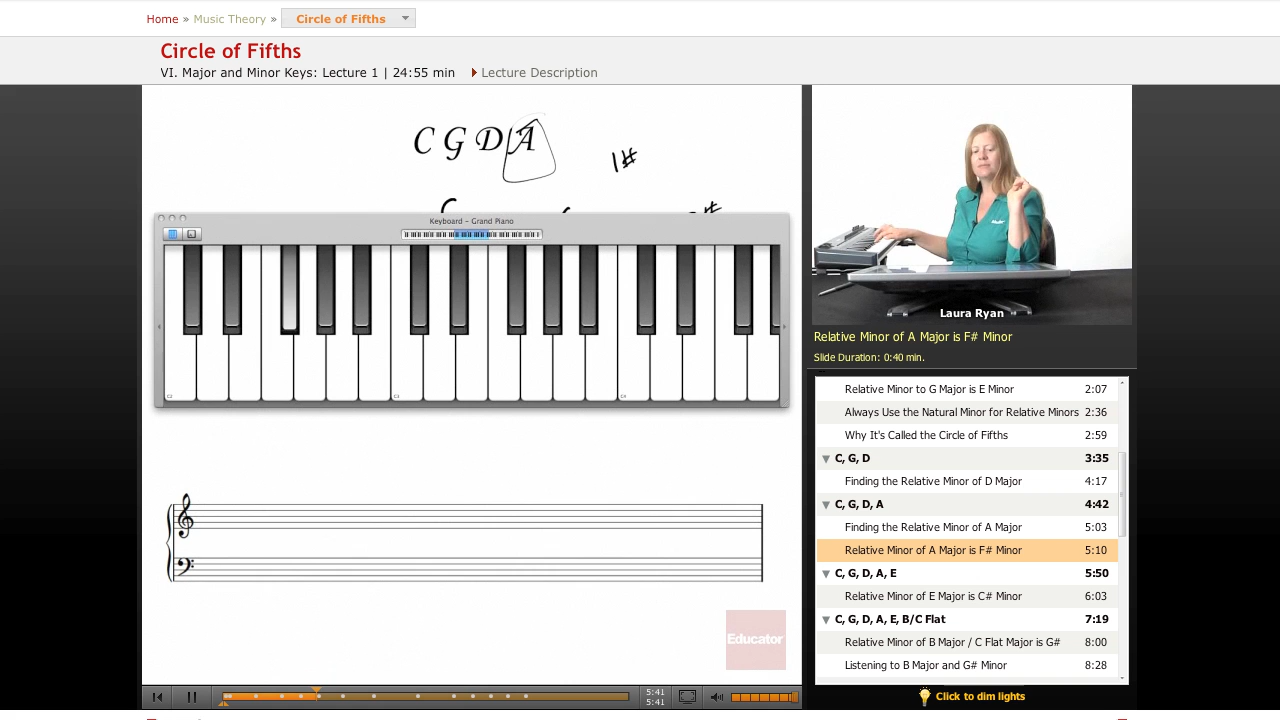 Home » Music Theory » Circle of Fifths
Circle of Fifths
VI. Major and Minor Keys: Lecture 1 | 24:55 min Lecture Description
C G D A
1#
#
Keyboard – Grand Piano
C2 C3 C4
Educator
5:41
5:41
Laura Ryan
Relative Minor of A Major is F# Minor
Slide Duration: 0:40 min.
Relative Minor to G Major is E Minor 2:07
Always Use the Natural Minor for Relative Minors 2:36
Why It's Called the Circle of Fifths 2:59
C, G, D 3:35
Finding the Relative Minor of D Major 4:17
C, G, D, A 4:42
Finding the Relative Minor of A Major 5:03
Relative Minor of A Major is F# Minor 5:10
C, G, D, A, E 5:50
Relative Minor of E Major is C# Minor 6:03
C, G, D, A, E, B/C Flat 7:19
Relative Minor of B Major / C Flat Major is G# 8:00
Listening to B Major and G# Minor 8:28
Click to dim lights